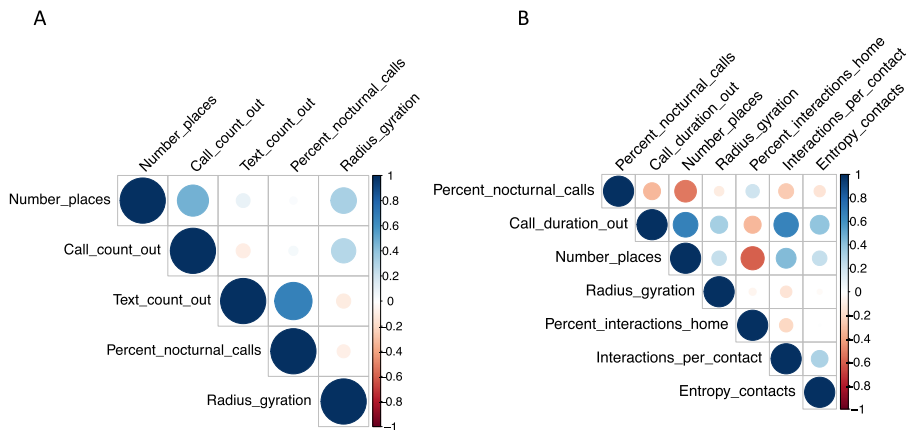 A
B
Number_places
Call_count_out
Text_count_out
Percent_nocturnal_calls
Radius_gyration
Number_places
Call_count_out
Text_count_out
Percent_nocturnal_calls
Radius_gyration
1
0.8
0.6
0.4
0.2
0
-0.2
-0.4
-0.6
-0.8
-1
Percent_nocturnal_calls
Call_duration_out
Number_places
Radius_gyration
Percent_interactions_home
Interactions_per_contact
Entropy_contacts
Percent_nocturnal_calls
Call_duration_out
Number_places
Radius_gyration
Percent_interactions_home
Interactions_per_contact
Entropy_contacts
1
0.8
0.6
0.4
0.2
0
-0.2
-0.4
-0.6
-0.8
-1